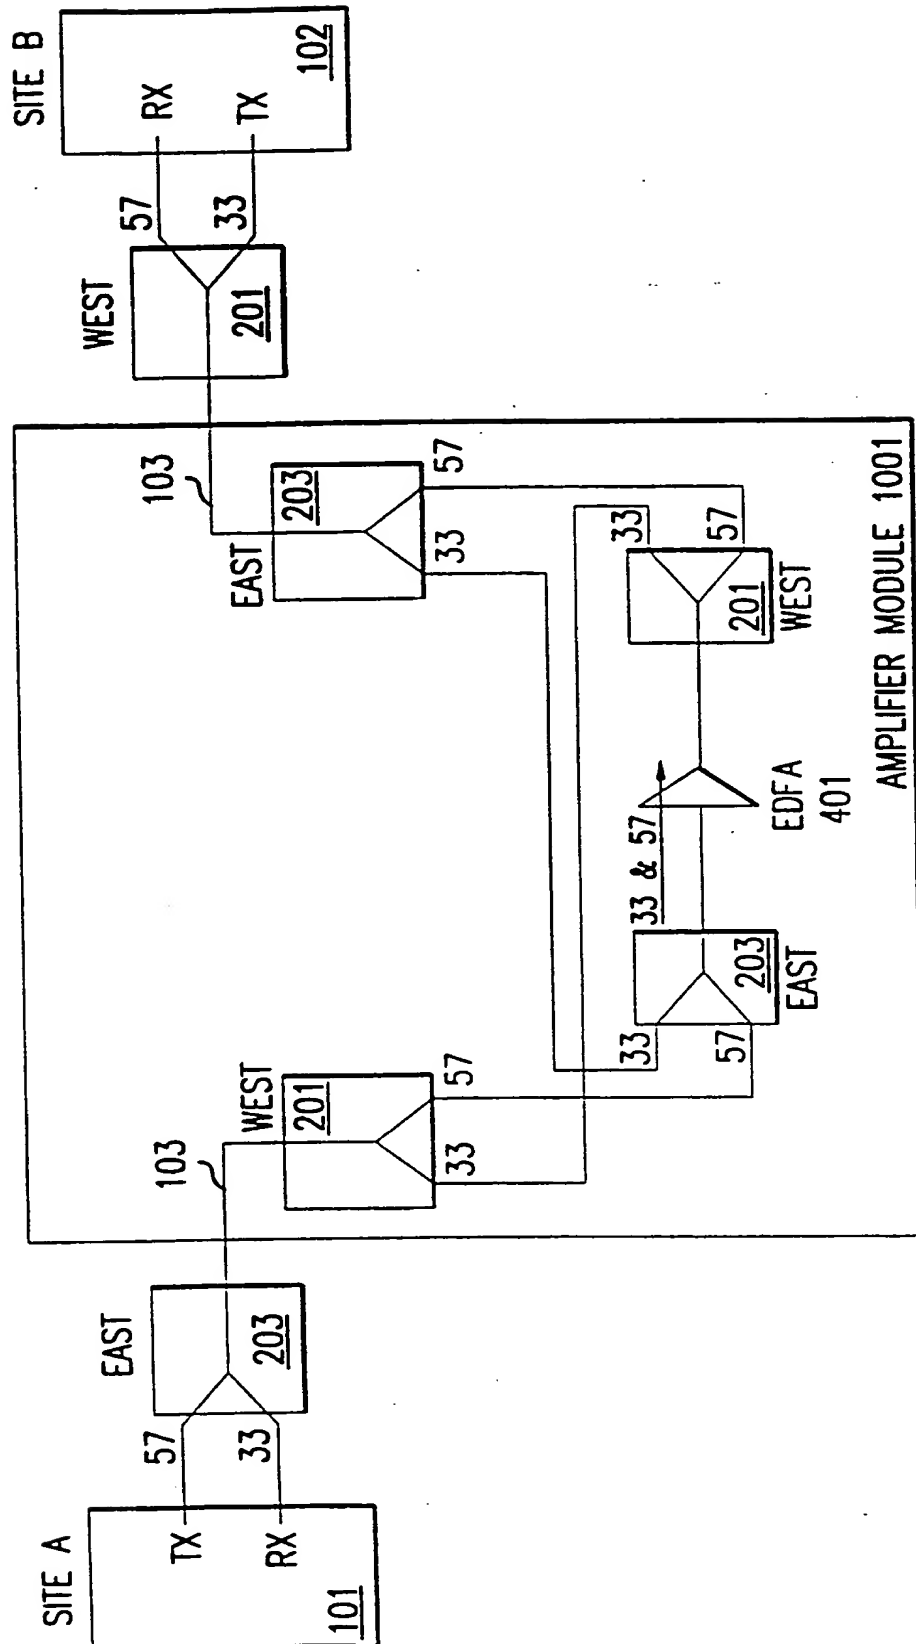 SITE A
101
TX
RX
57
33
EAST
203
103
WEST
201
33
57
33
57
203
EAST
33 & 57
EDFA
401
33
57
201
WEST
103
EAST
203
33
57
AMPLIFIER MODULE 1001
WEST
201
57
33
SITE B
RX
TX
102